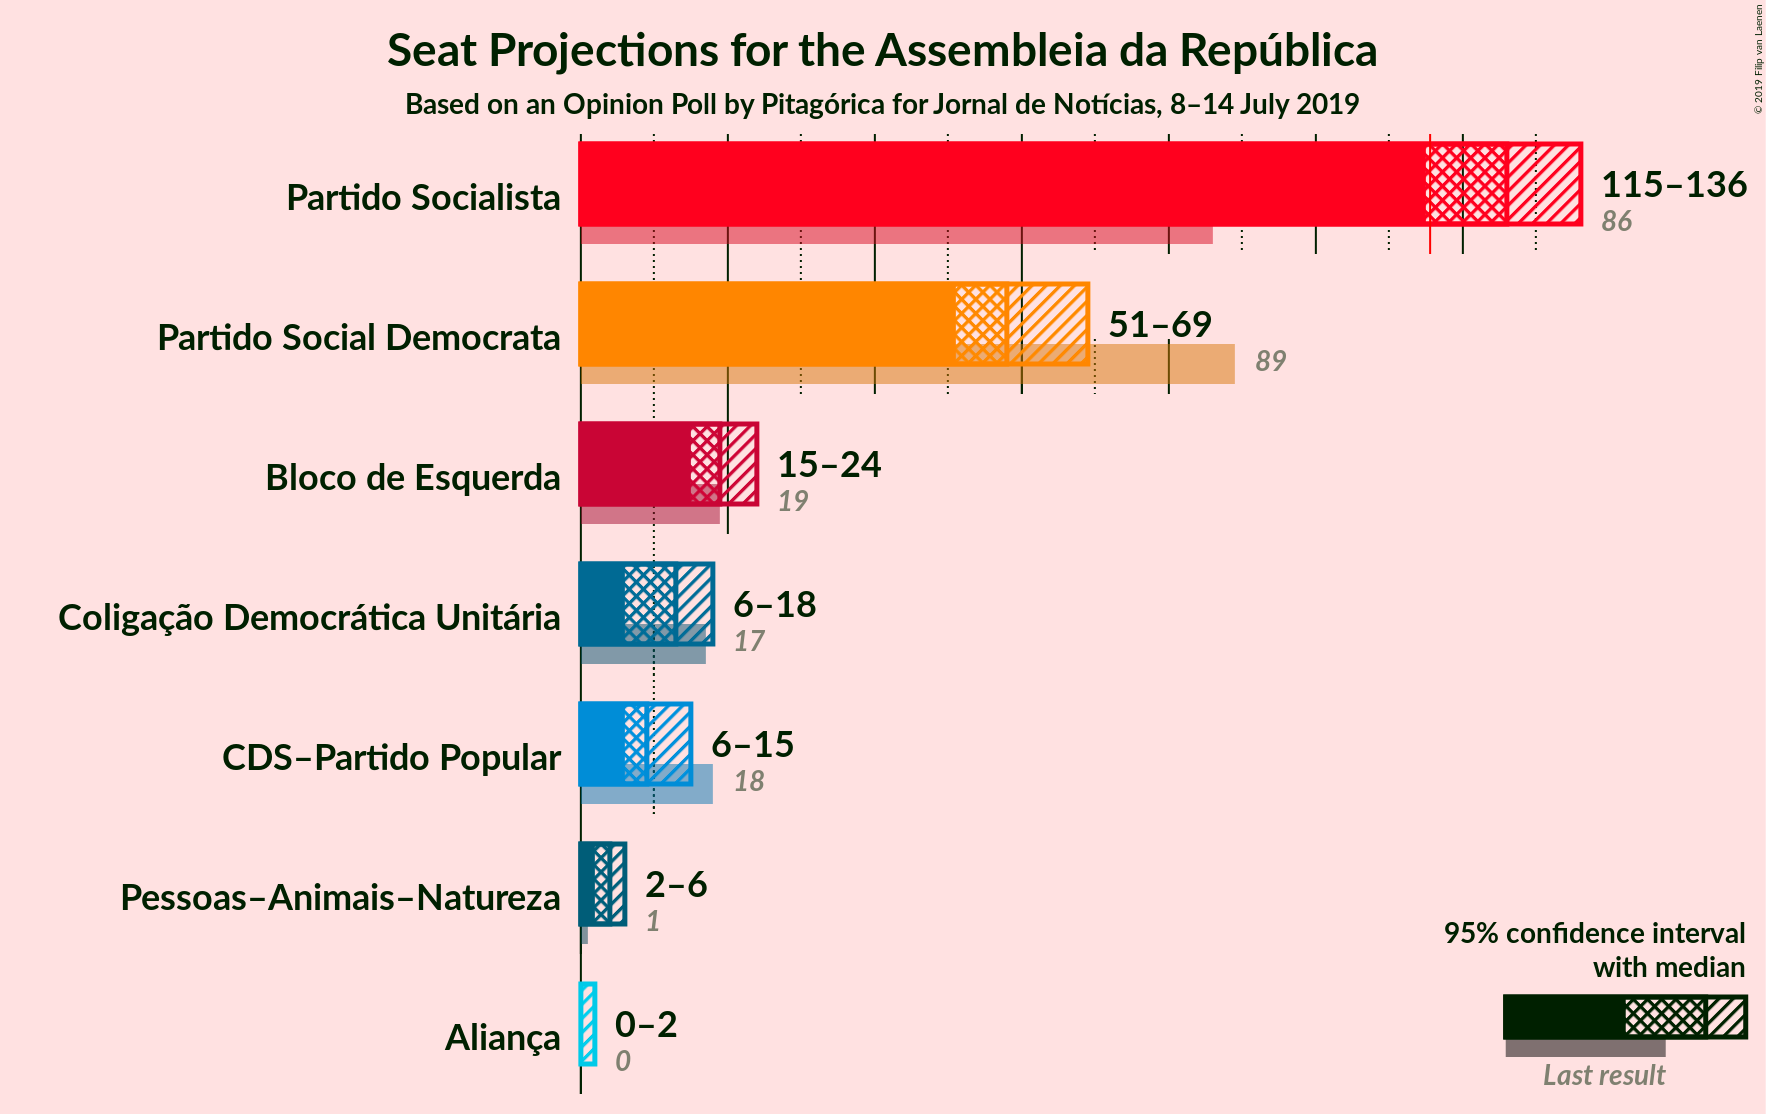 Seat Projections for the Assembleia da República
Based on an Opinion Poll by Pitagórica for Jornal de Notícias, 8–14 July 2019
© 2019 Filip van Laenen
Partido Socialista
115–136
86
Partido Social Democrata
51–69
89
Bloco de Esquerda
15–24
19
Coligação Democrática Unitária
6–18
17
CDS–Partido Popular
6–15
18
Pessoas–Animais–Natureza
2–6
1
Aliança
0–2
0
95% confidence interval
with median
Last result